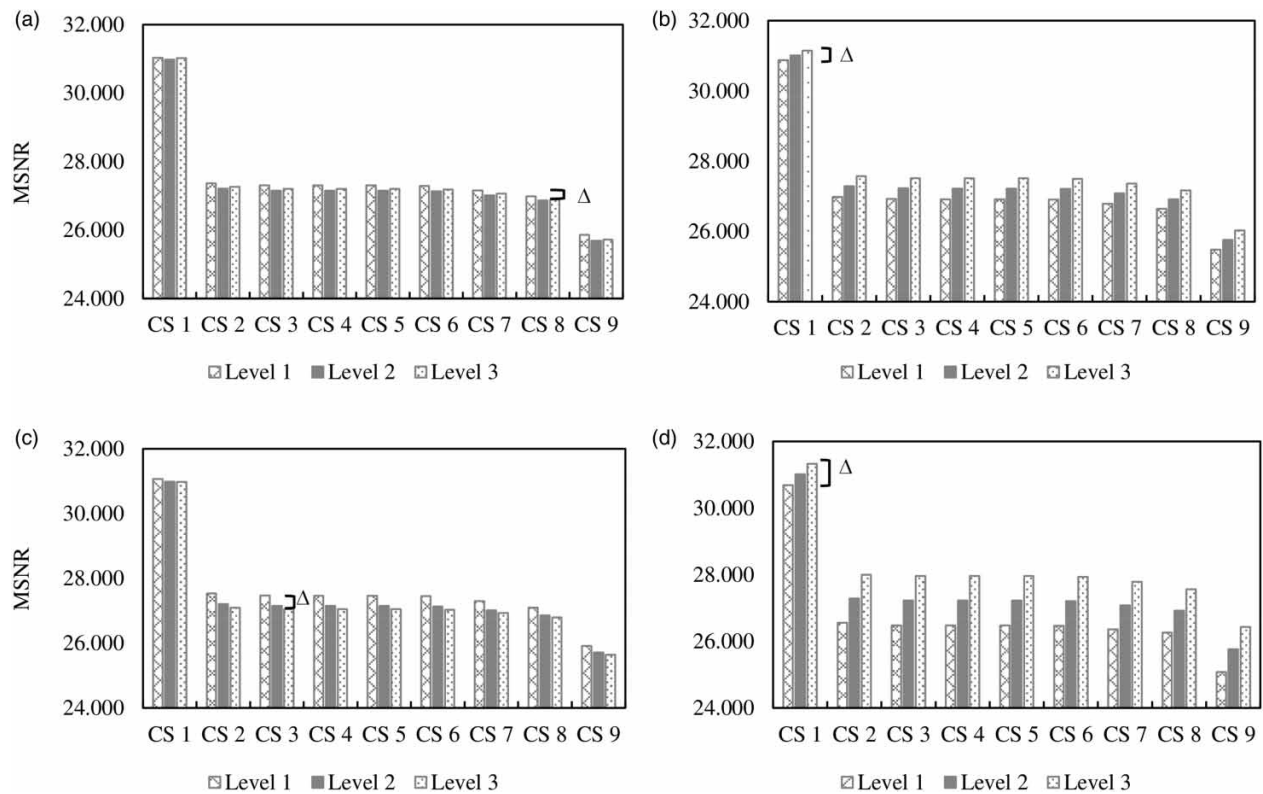 (a)
MSNR
32.000
30.000
28.000
26.000
24.000
Δ
CS 1 CS 2 CS 3 CS 4 CS 5 CS 6 CS 7 CS 8 CS 9
Level 1 Level 2 Level 3
(b)
32.000
30.000
28.000
26.000
24.000
Δ
CS 1 CS 2 CS 3 CS 4 CS 5 CS 6 CS 7 CS 8 CS 9
Level 1 Level 2 Level 3
(c)
MSNR
32.000
30.000
28.000
26.000
24.000
Δ
CS 1 CS 2 CS 3 CS 4 CS 5 CS 6 CS 7 CS 8 CS 9
Level 1 Level 2 Level 3
(d)
32.000
30.000
28.000
26.000
24.000
Δ
CS 1 CS 2 CS 3 CS 4 CS 5 CS 6 CS 7 CS 8 CS 9
Level 1 Level 2 Level 3